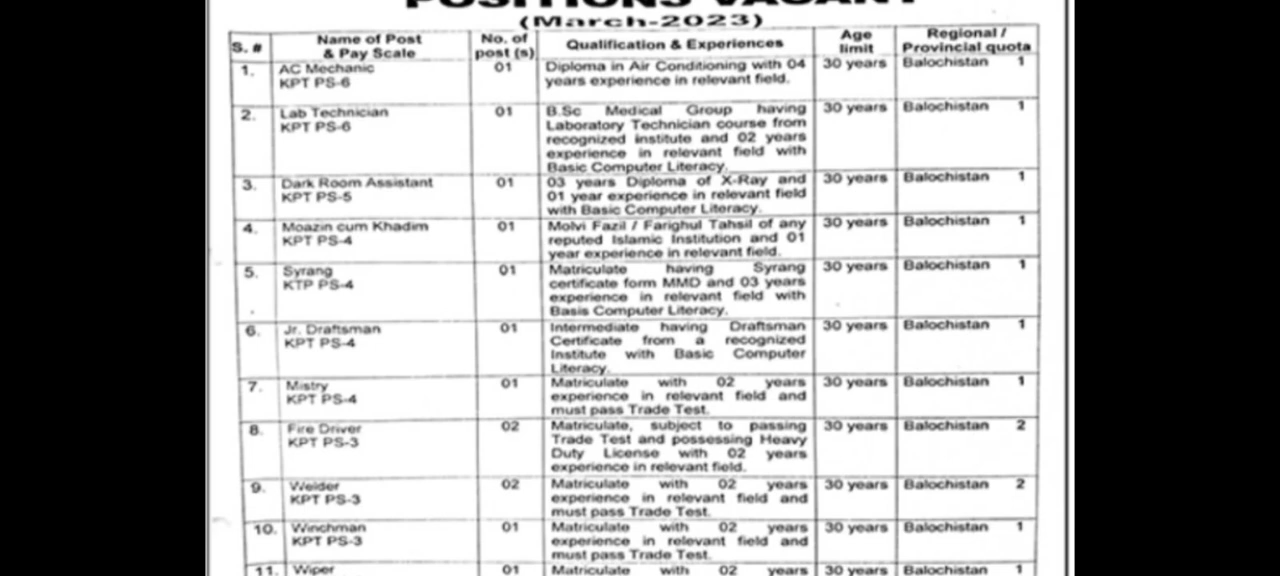 POSITIONS VACANT
(March-2023)
S. # Name of Post & Pay Scale No. of post (s) Qualification & Experiences Age limit Regional / Provincial quota
1. AC Mechanic 01 Diploma in Air Conditioning with 04 30 years Balochistan 1
KPT PS-6 years experience in relevant field.
2. Lab Technician 01 B.Sc Medical Group having 30 years Balochistan 1
KPT PS-6 Laboratory Technician course from
recognized institute and 02 years
experience in relevant field with
Basic Computer Literacy.
3. Dark Room Assistant 01 03 years Diploma of X-Ray and 30 years Balochistan 1
KPT PS-5 01 year experience in relevant field
with Basic Computer Literacy.
4. Moazin cum Khadim 01 Molvi Fazil / Farighul Tahsil of any 30 years Balochistan 1
KPT PS-4 reputed Islamic Institution and 01
year experience in relevant field.
5. Syrang 01 Matriculate having Syrang 30 years Balochistan 1
KTP PS-4 certificate form MMD and 03 years
experience in relevant field with
Basis Computer Literacy.
6. Jr. Draftsman 01 Intermediate having Draftsman 30 years Balochistan 1
KPT PS-4 Certificate from a recognized
Institute with Basic Computer
Literacy.
7. Mistry 01 Matriculate with 02 years 30 years Balochistan 1
KPT PS-4 experience in relevant field and
must pass Trade Test.
8. Fire Driver 02 Matriculate, subject to passing 30 years Balochistan 2
KPT PS-3 Trade Test and possessing Heavy
Duty License with 02 years
experience in relevant field.
9. Welder 02 Matriculate with 02 years 30 years Balochistan 2
KPT PS-3 experience in relevant field and
must pass Trade Test.
10. Winchman 01 Matriculate with 02 years 30 years Balochistan 1
KPT PS-3 experience in relevant field and
must pass Trade Test.
11. Wiper 01 Matriculate with 02 years 30 years Balochistan 1